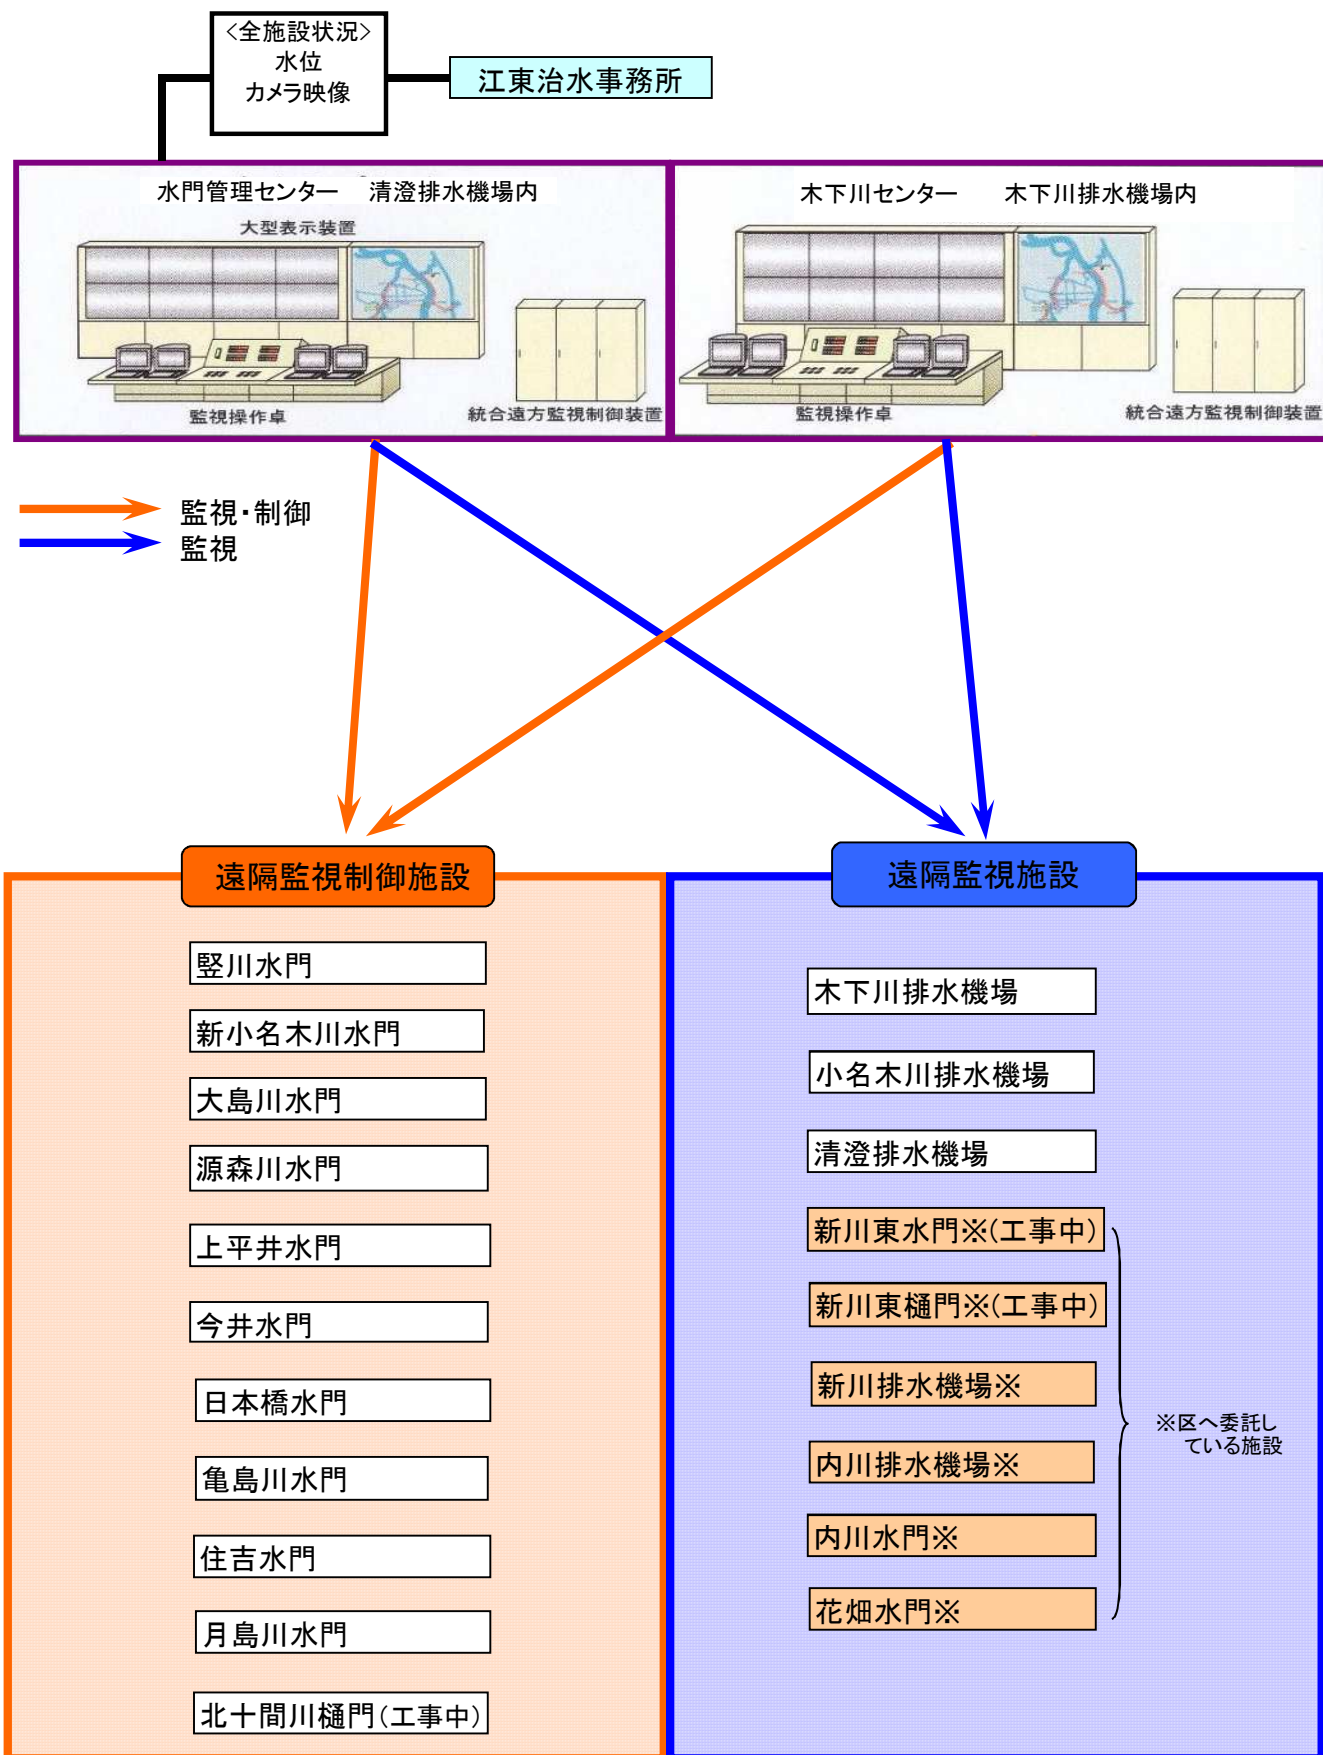 <全施設状況>
水位
カメラ映像
江東治水事務所
水門管理センター 清澄排水機場内
大型表示装置
監視操作卓
統合遠方監視制御装置
木下川センター 木下川排水機場内
監視操作卓
統合遠方監視制御装置
監視・制御
監視
遠隔監視制御施設
竪川水門
新小名木川水門
大島川水門
源森川水門
上平井水門
今井水門
日本橋水門
亀島川水門
住吉水門
月島川水門
北十間川樋門(工事中)
遠隔監視施設
木下川排水機場
小名木川排水機場
清澄排水機場
新川東水門※(工事中)
新川東樋門※(工事中)
新川排水機場※
内川排水機場※
内川水門※
花畑水門※
※区へ委託し
ている施設